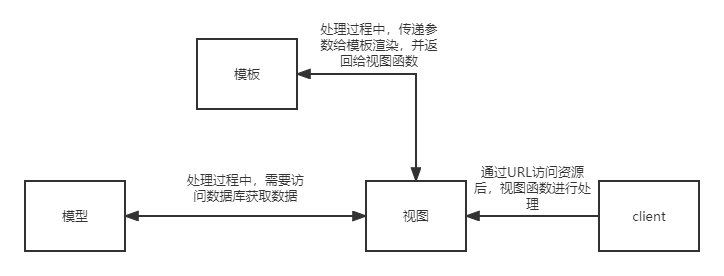 处理过程中，传递参
数给模板渲染，并返
回给视图函数
模板
处理过程中，需要访
问数据库获取数据
通过URL访问资源
后，视图函数进行处
理
模型
视图
client